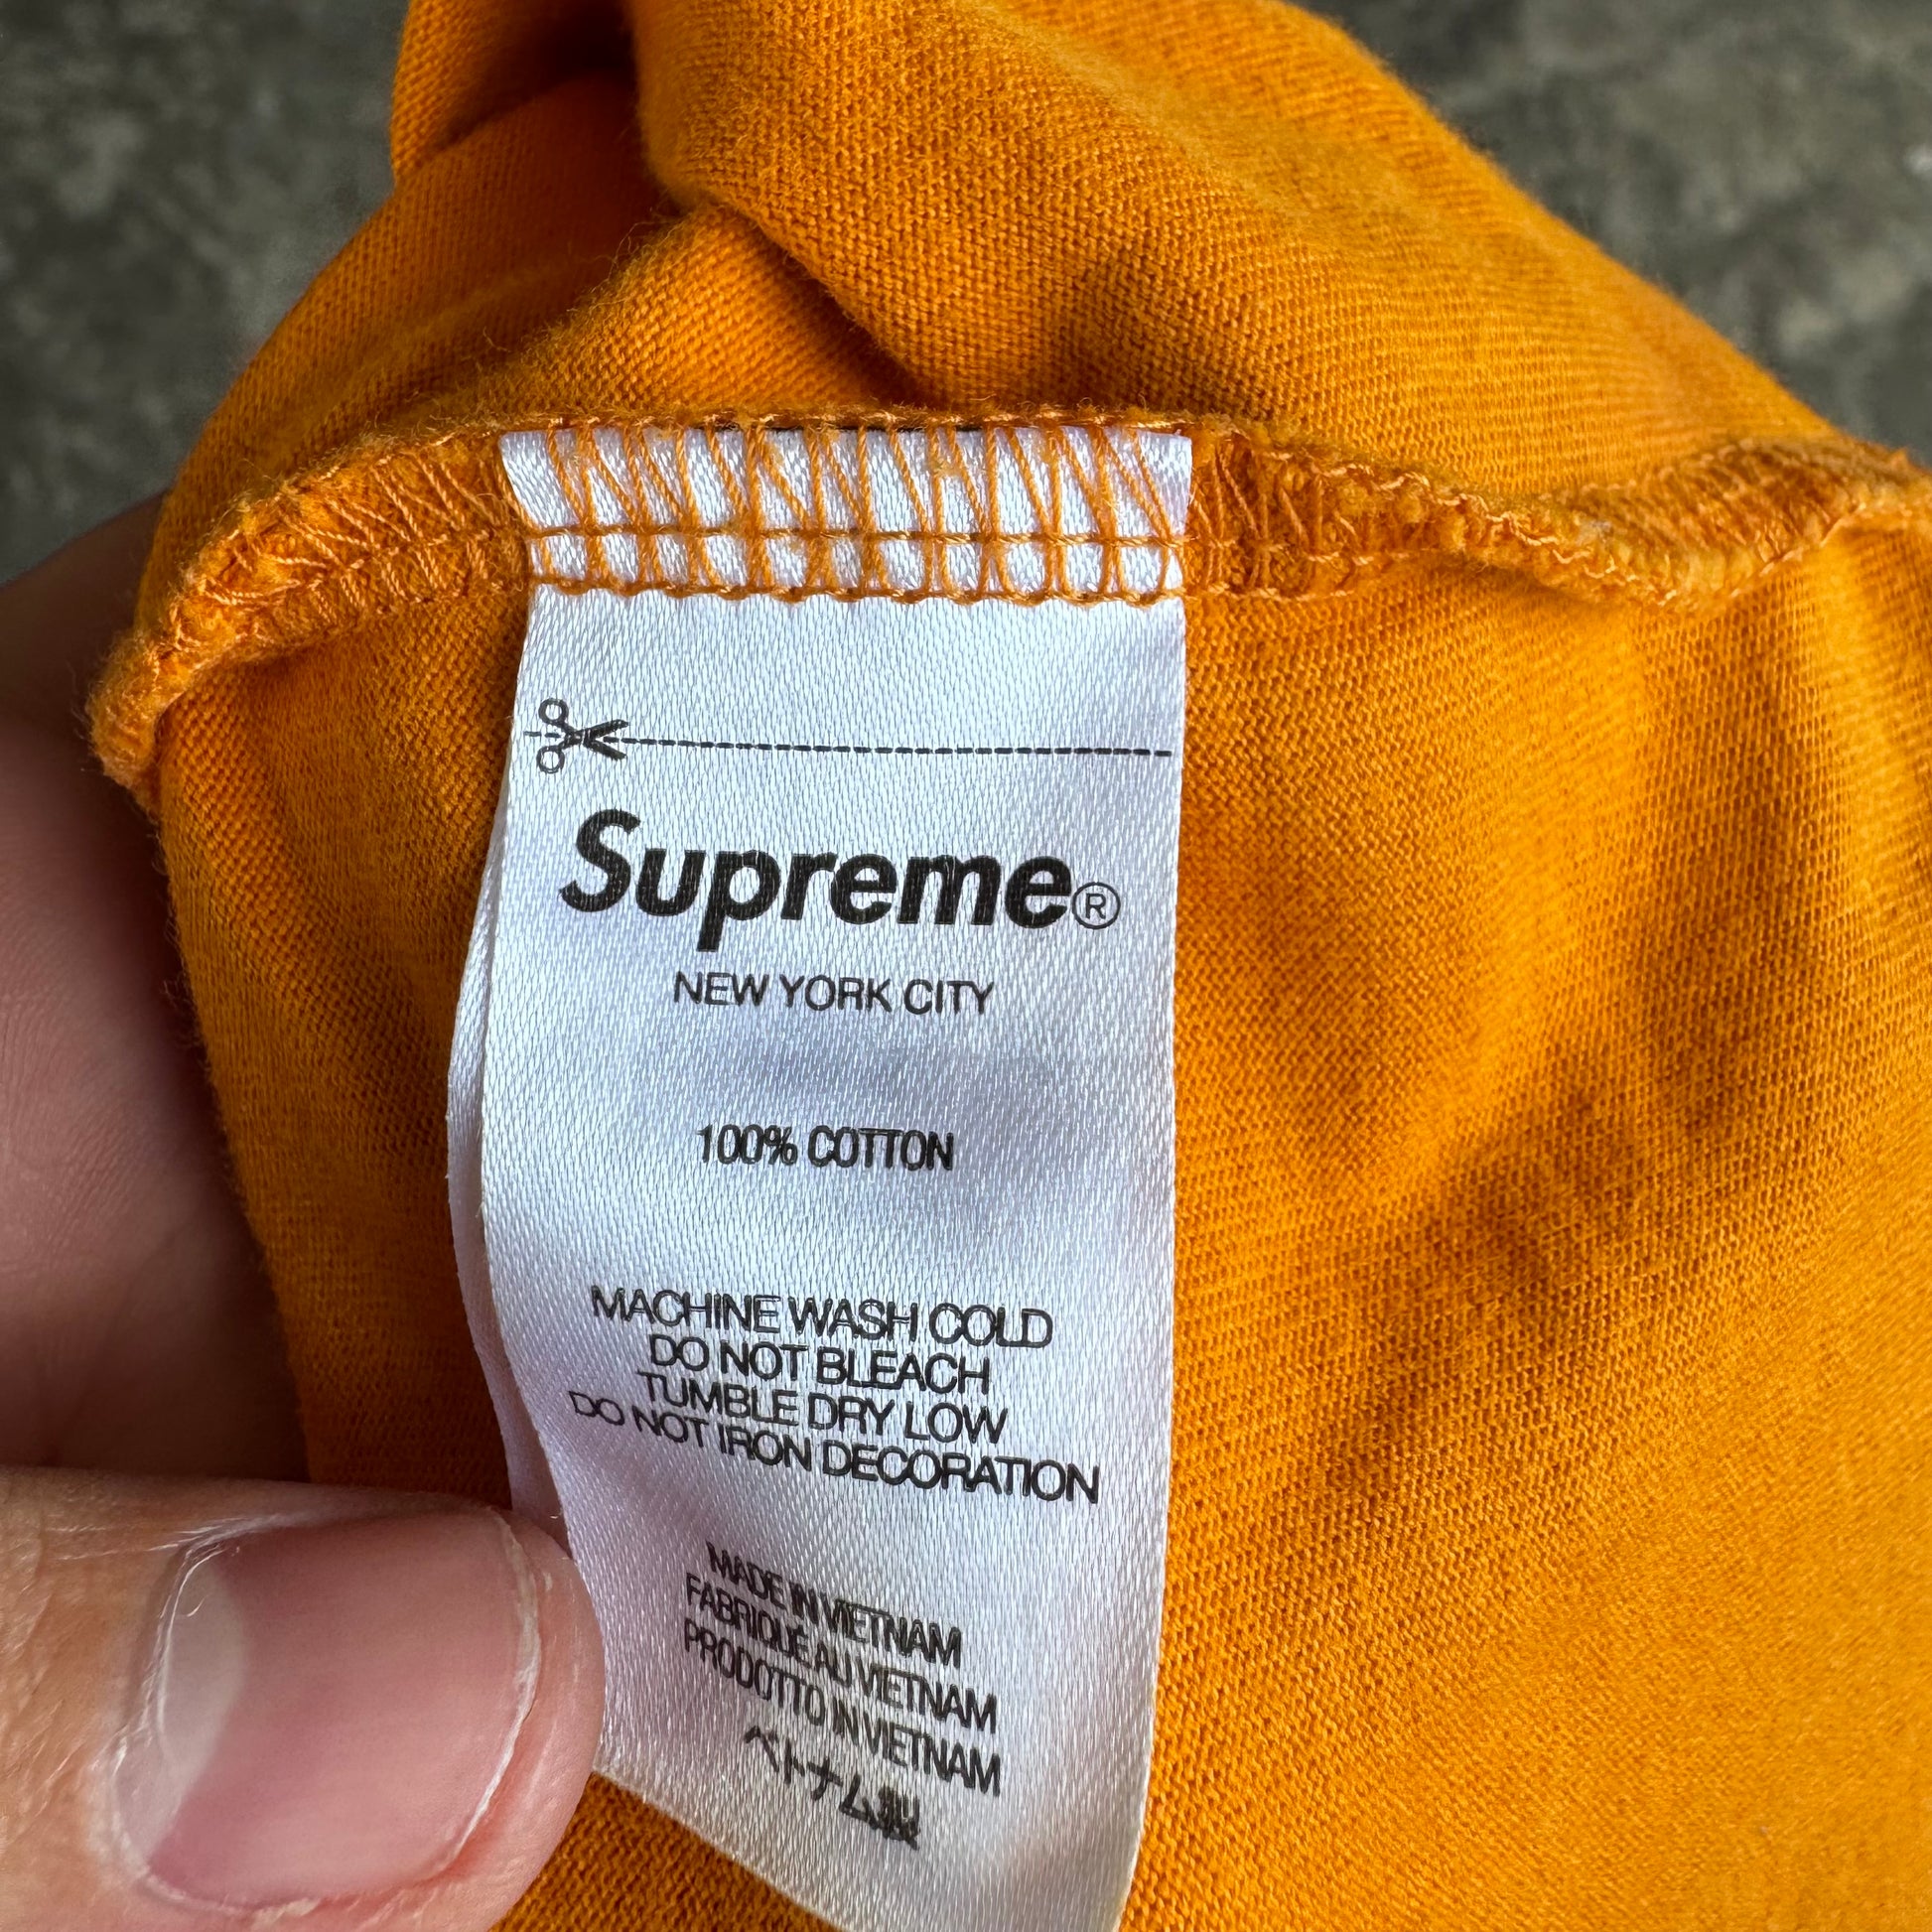 Supreme®
NEW YORK CITY
100% COTTON
MACHINE WASH COLD
DO NOT BLEACH
TUMBLE DRY LOW
DO NOT IRON DECORATION
MADE IN VIETNAM
FABRIQUÉ AU VIETNAM
PRODOTTO IN VIETNAM
ベトナム製